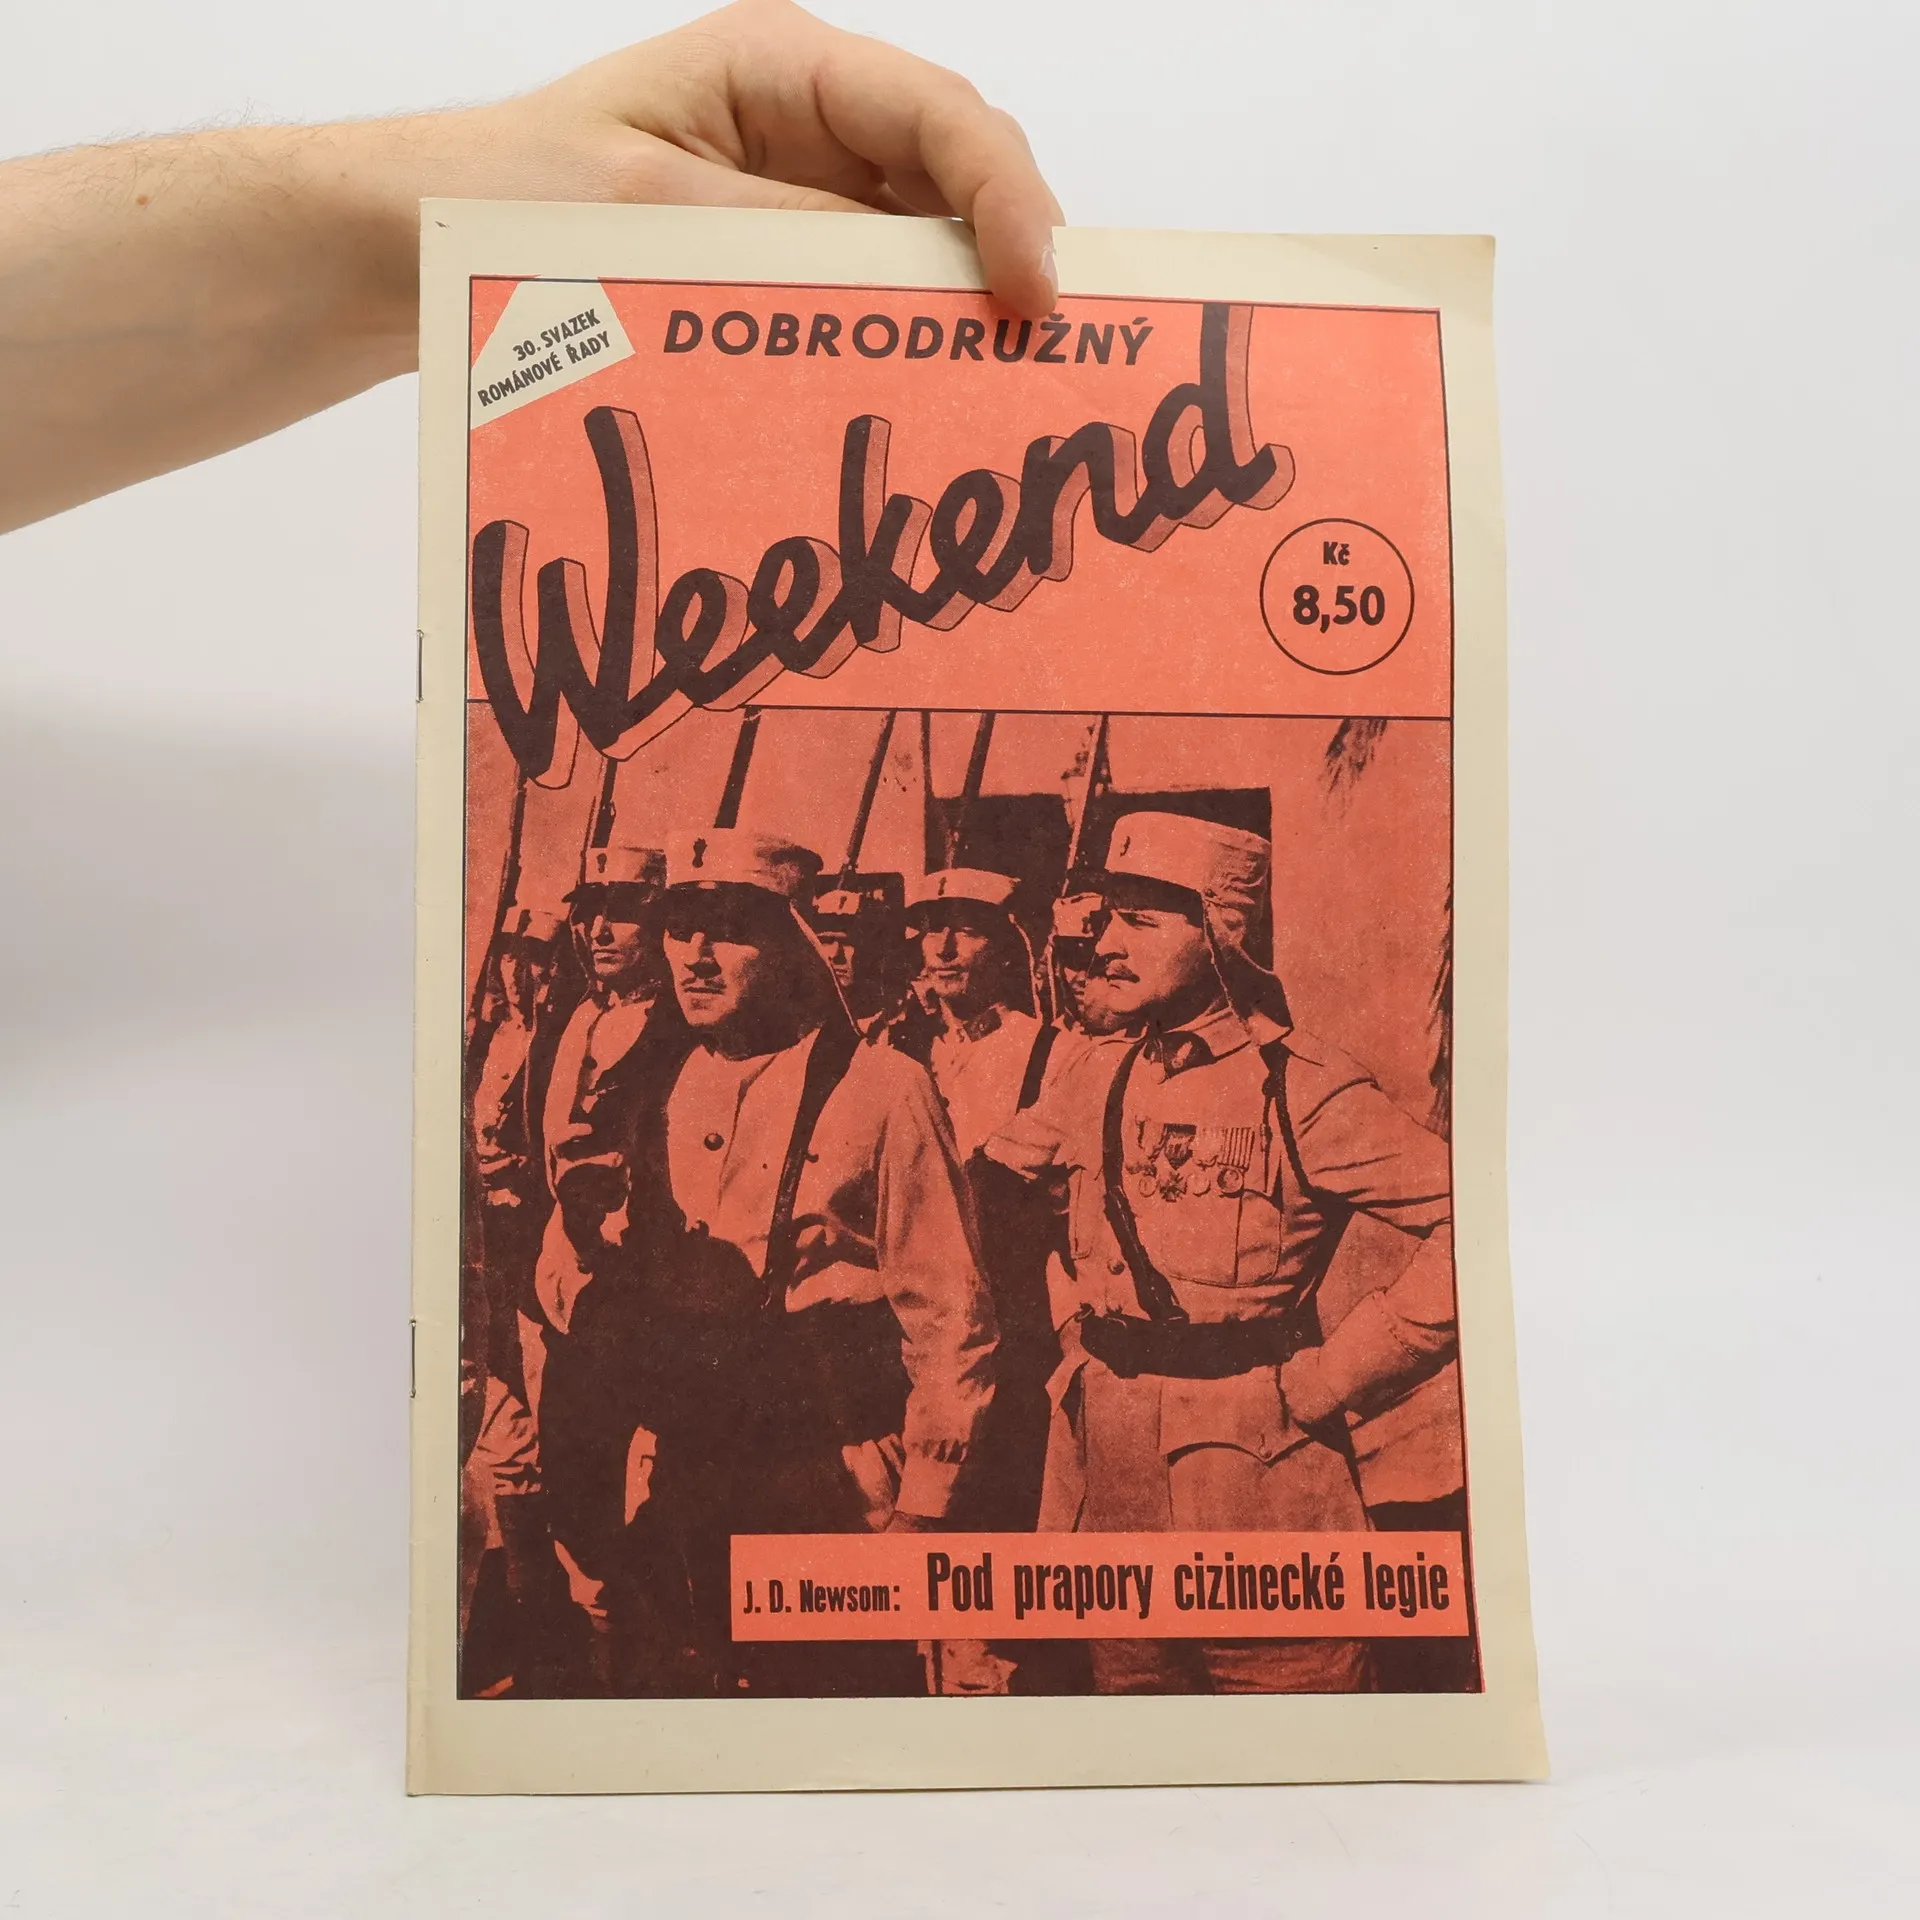 30. SVAZEK
ROMÁNOVÉ ŘADY
DOBRODRUŽNÝ
Weekend
Kč
8,50
J. D. Newsom: Pod prapory cizinecké legie